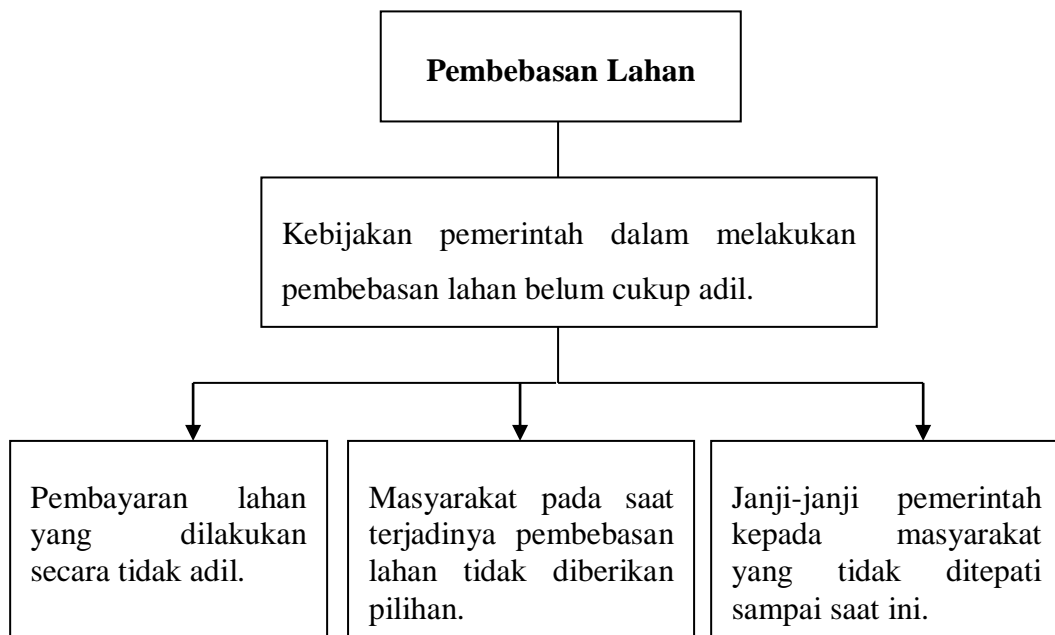 Pembebasan Lahan
Kebijakan pemerintah dalam melakukan
pembebasan lahan belum cukup adil.
Pembayaran lahan
yang dilakukan
secara tidak adil.
Masyarakat pada saat
terjadinya pembebasan
lahan tidak diberikan
pilihan.
Janji-janji pemerintah
kepada masyarakat
yang tidak ditepati
sampai saat ini.